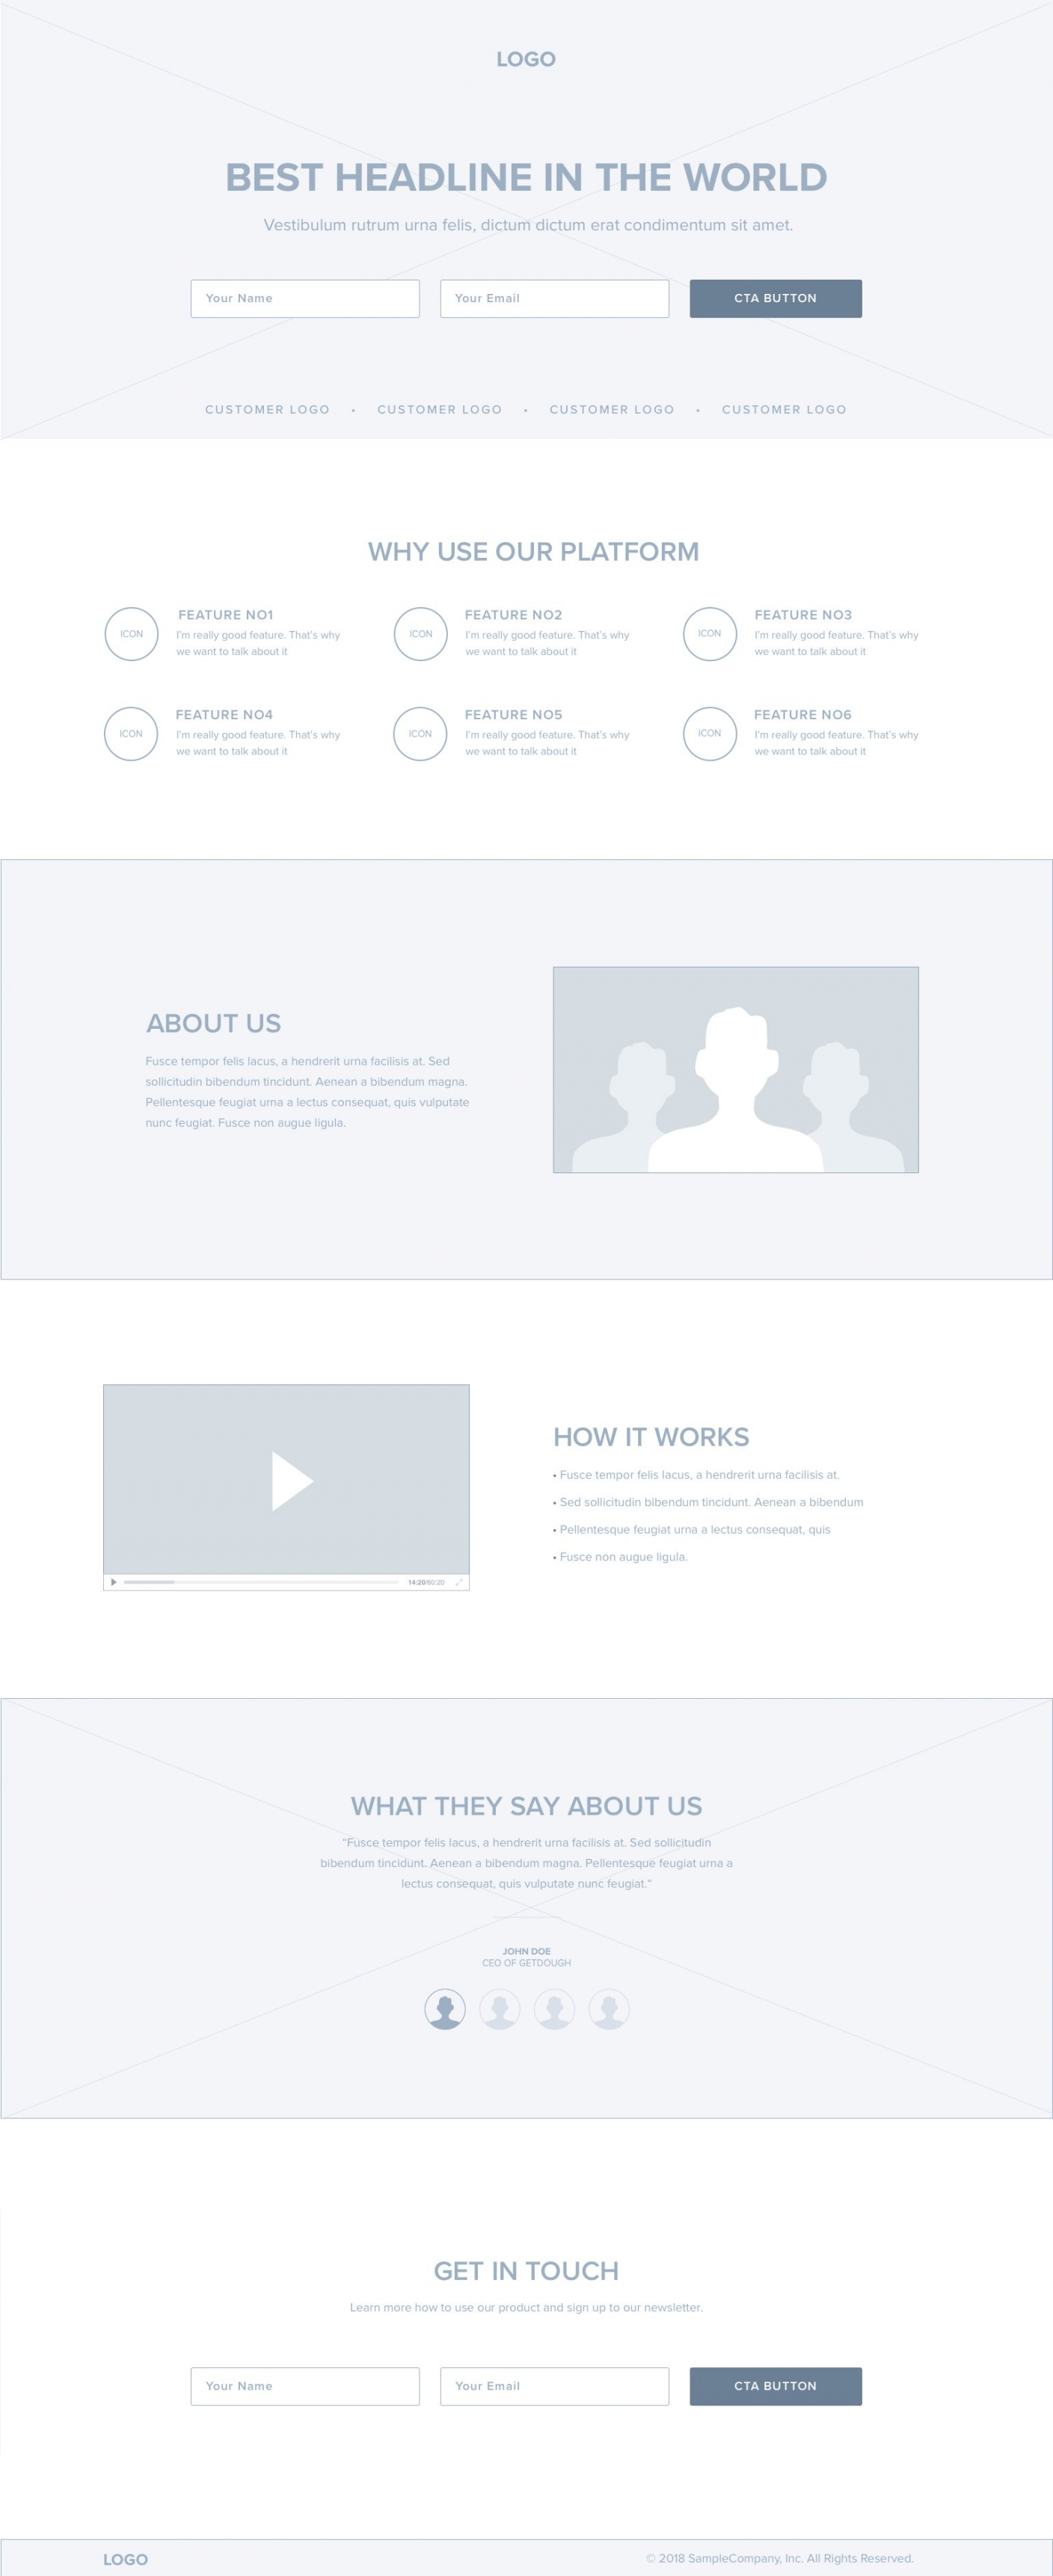 LOGO
BEST HEADLINE IN THE WORLD
Vestibulum rutrum urna felis, dictum dictum erat condimentum sit amet.
Your Name
Your Email
CTA BUTTON
CUSTOMER LOGO • CUSTOMER LOGO • CUSTOMER LOGO • CUSTOMER LOGO
WHY USE OUR PLATFORM
ICON
FEATURE NO1
I'm really good feature. That's why
we want to talk about it
ICON
FEATURE NO2
I'm really good feature. That's why
we want to talk about it
ICON
FEATURE NO3
I'm really good feature. That's why
we want to talk about it
ICON
FEATURE NO4
I'm really good feature. That's why
we want to talk about it
ICON
FEATURE NO5
I'm really good feature. That's why
we want to talk about it
ICON
FEATURE NO6
I'm really good feature. That's why
we want to talk about it
ABOUT US
Fusce tempor felis lacus, a hendrerit urna facilisis at. Sed
sollicitudin bibendum tincidunt. Aenean a bibendum magna.
Pellentesque feugiat urna a lectus consequat, quis vulputate
nunc feugiat. Fusce non augue ligula.
14:20/60:20
HOW IT WORKS
• Fusce tempor felis lacus, a hendrerit urna facilisis at.
• Sed sollicitudin bibendum tincidunt. Aenean a bibendum
• Pellentesque feugiat urna a lectus consequat, quis
• Fusce non augue ligula.
WHAT THEY SAY ABOUT US
"Fusce tempor felis lacus, a hendrerit urna facilisis at. Sed sollicitudin
bibendum tincidunt. Aenean a bibendum magna. Pellentesque feugiat urna a
lectus consequat, quis vulputate nunc feugiat."
JOHN DOE
CEO OF GETDOUGH
GET IN TOUCH
Learn more how to use our product and sign up to our newsletter.
Your Name
Your Email
CTA BUTTON
LOGO
© 2018 SampleCompany, Inc. All Rights Reserved.